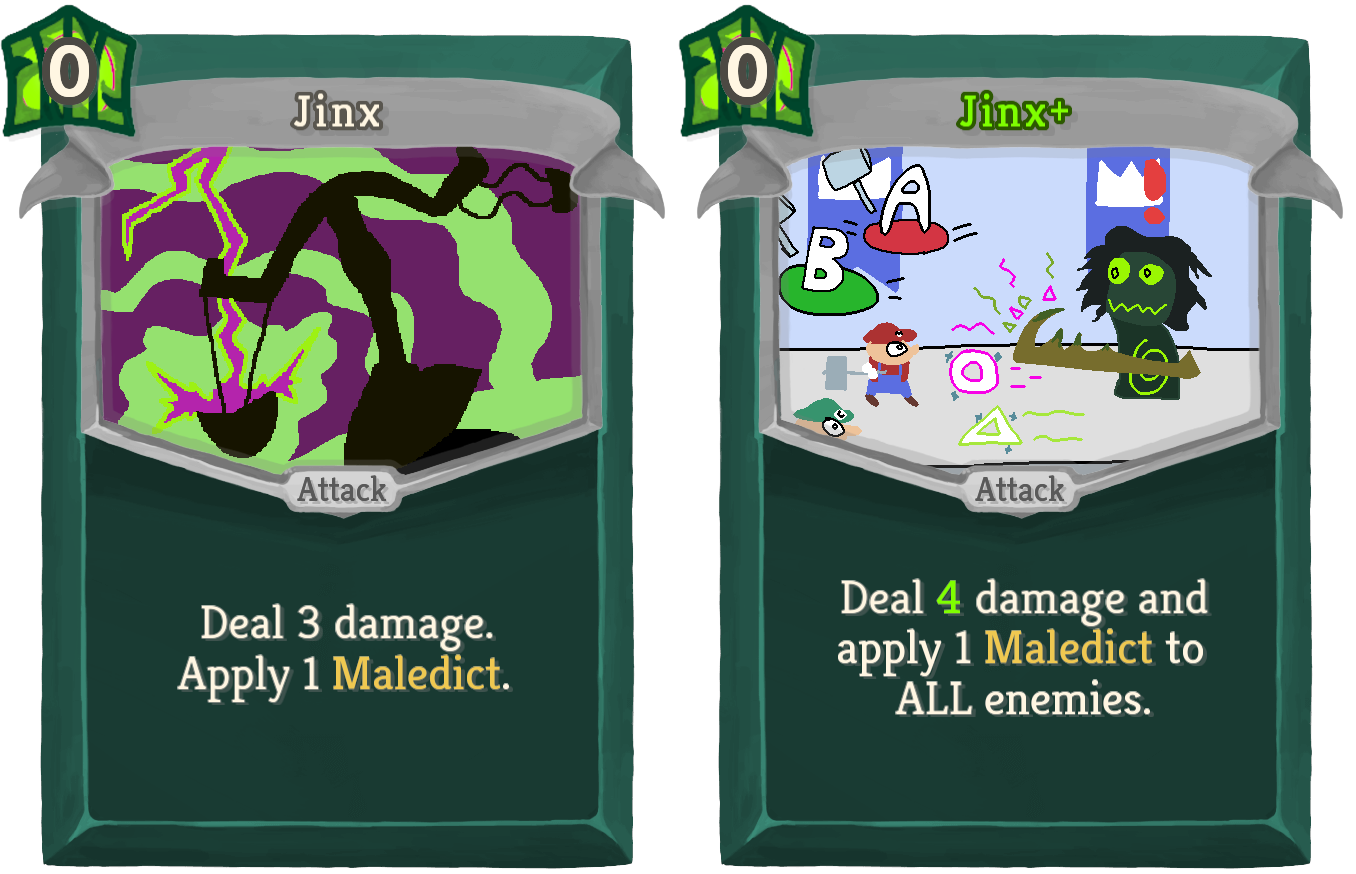 0
Jinx
Attack
Deal 3 damage.
Apply 1 Maledict.
0
Jinx+
A
B
!
Attack
Deal 4 damage and
apply 1 Maledict to
ALL enemies.